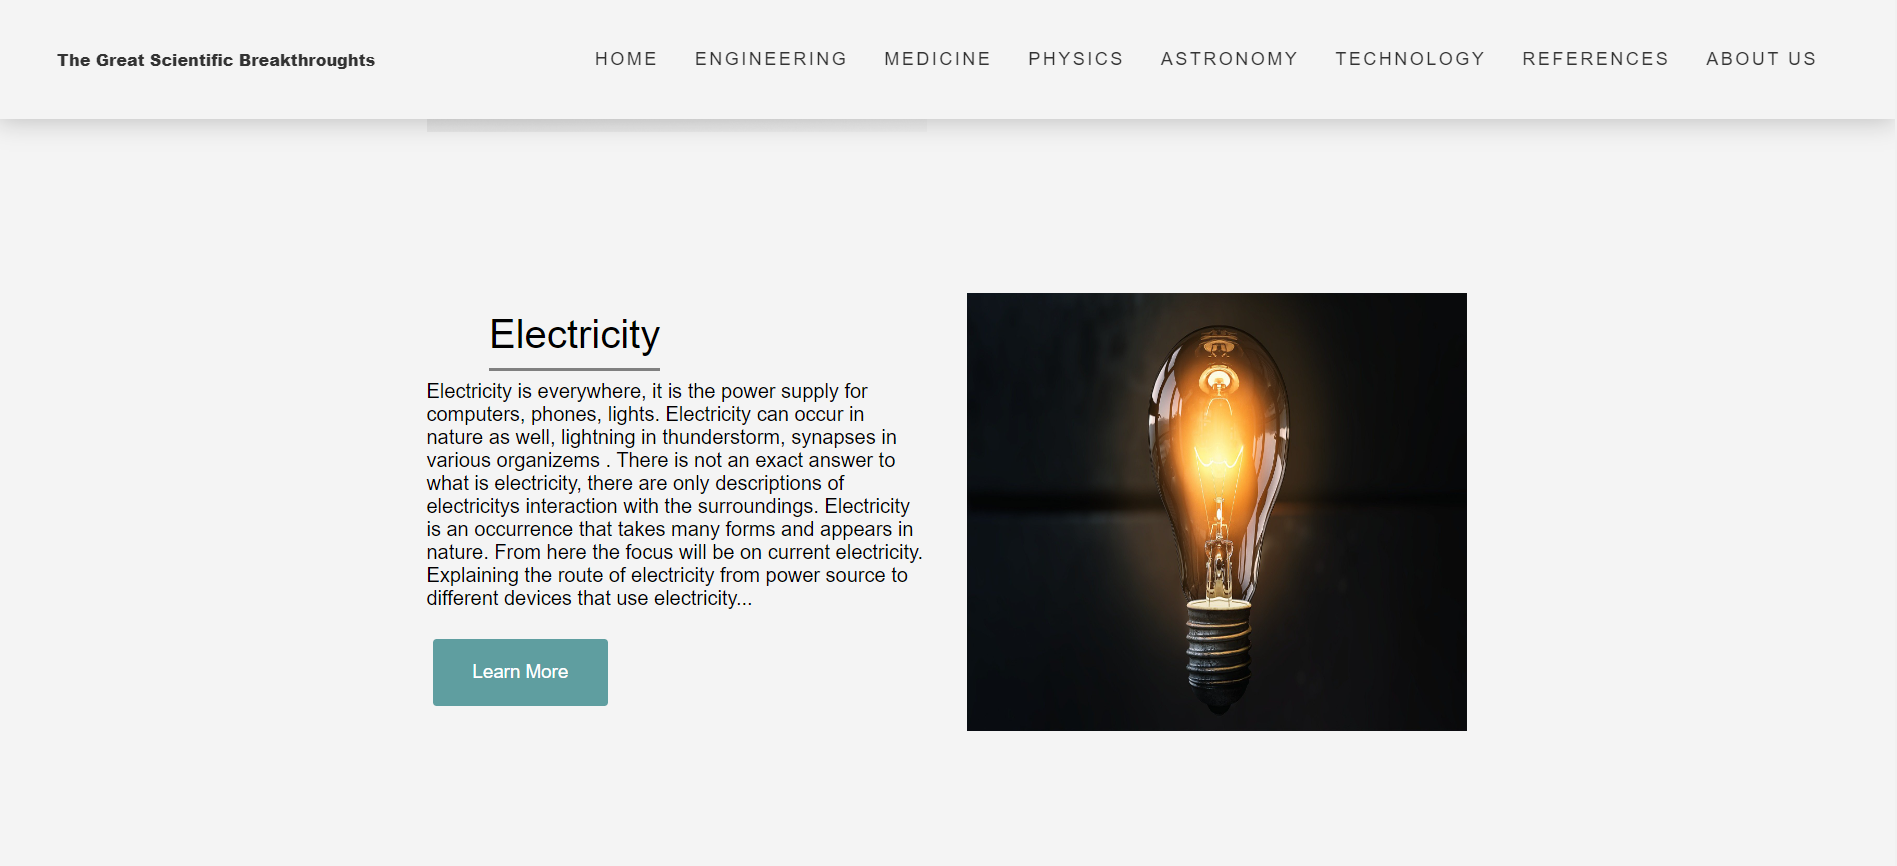 The Great Scientific Breakthroughts
HOME ENGINEERING MEDICINE PHYSICS ASTRONOMY TECHNOLOGY REFERENCES ABOUT US
Electricity
Electricity is everywhere, it is the power supply for
computers, phones, lights. Electricity can occur in
nature as well, lightning in thunderstorm, synapses in
various organizems . There is not an exact answer to
what is electricity, there are only descriptions of
electricitys interaction with the surroundings. Electricity
is an occurrence that takes many forms and appears in
nature. From here the focus will be on current electricity.
Explaining the route of electricity from power source to
different devices that use electricity...
Learn More